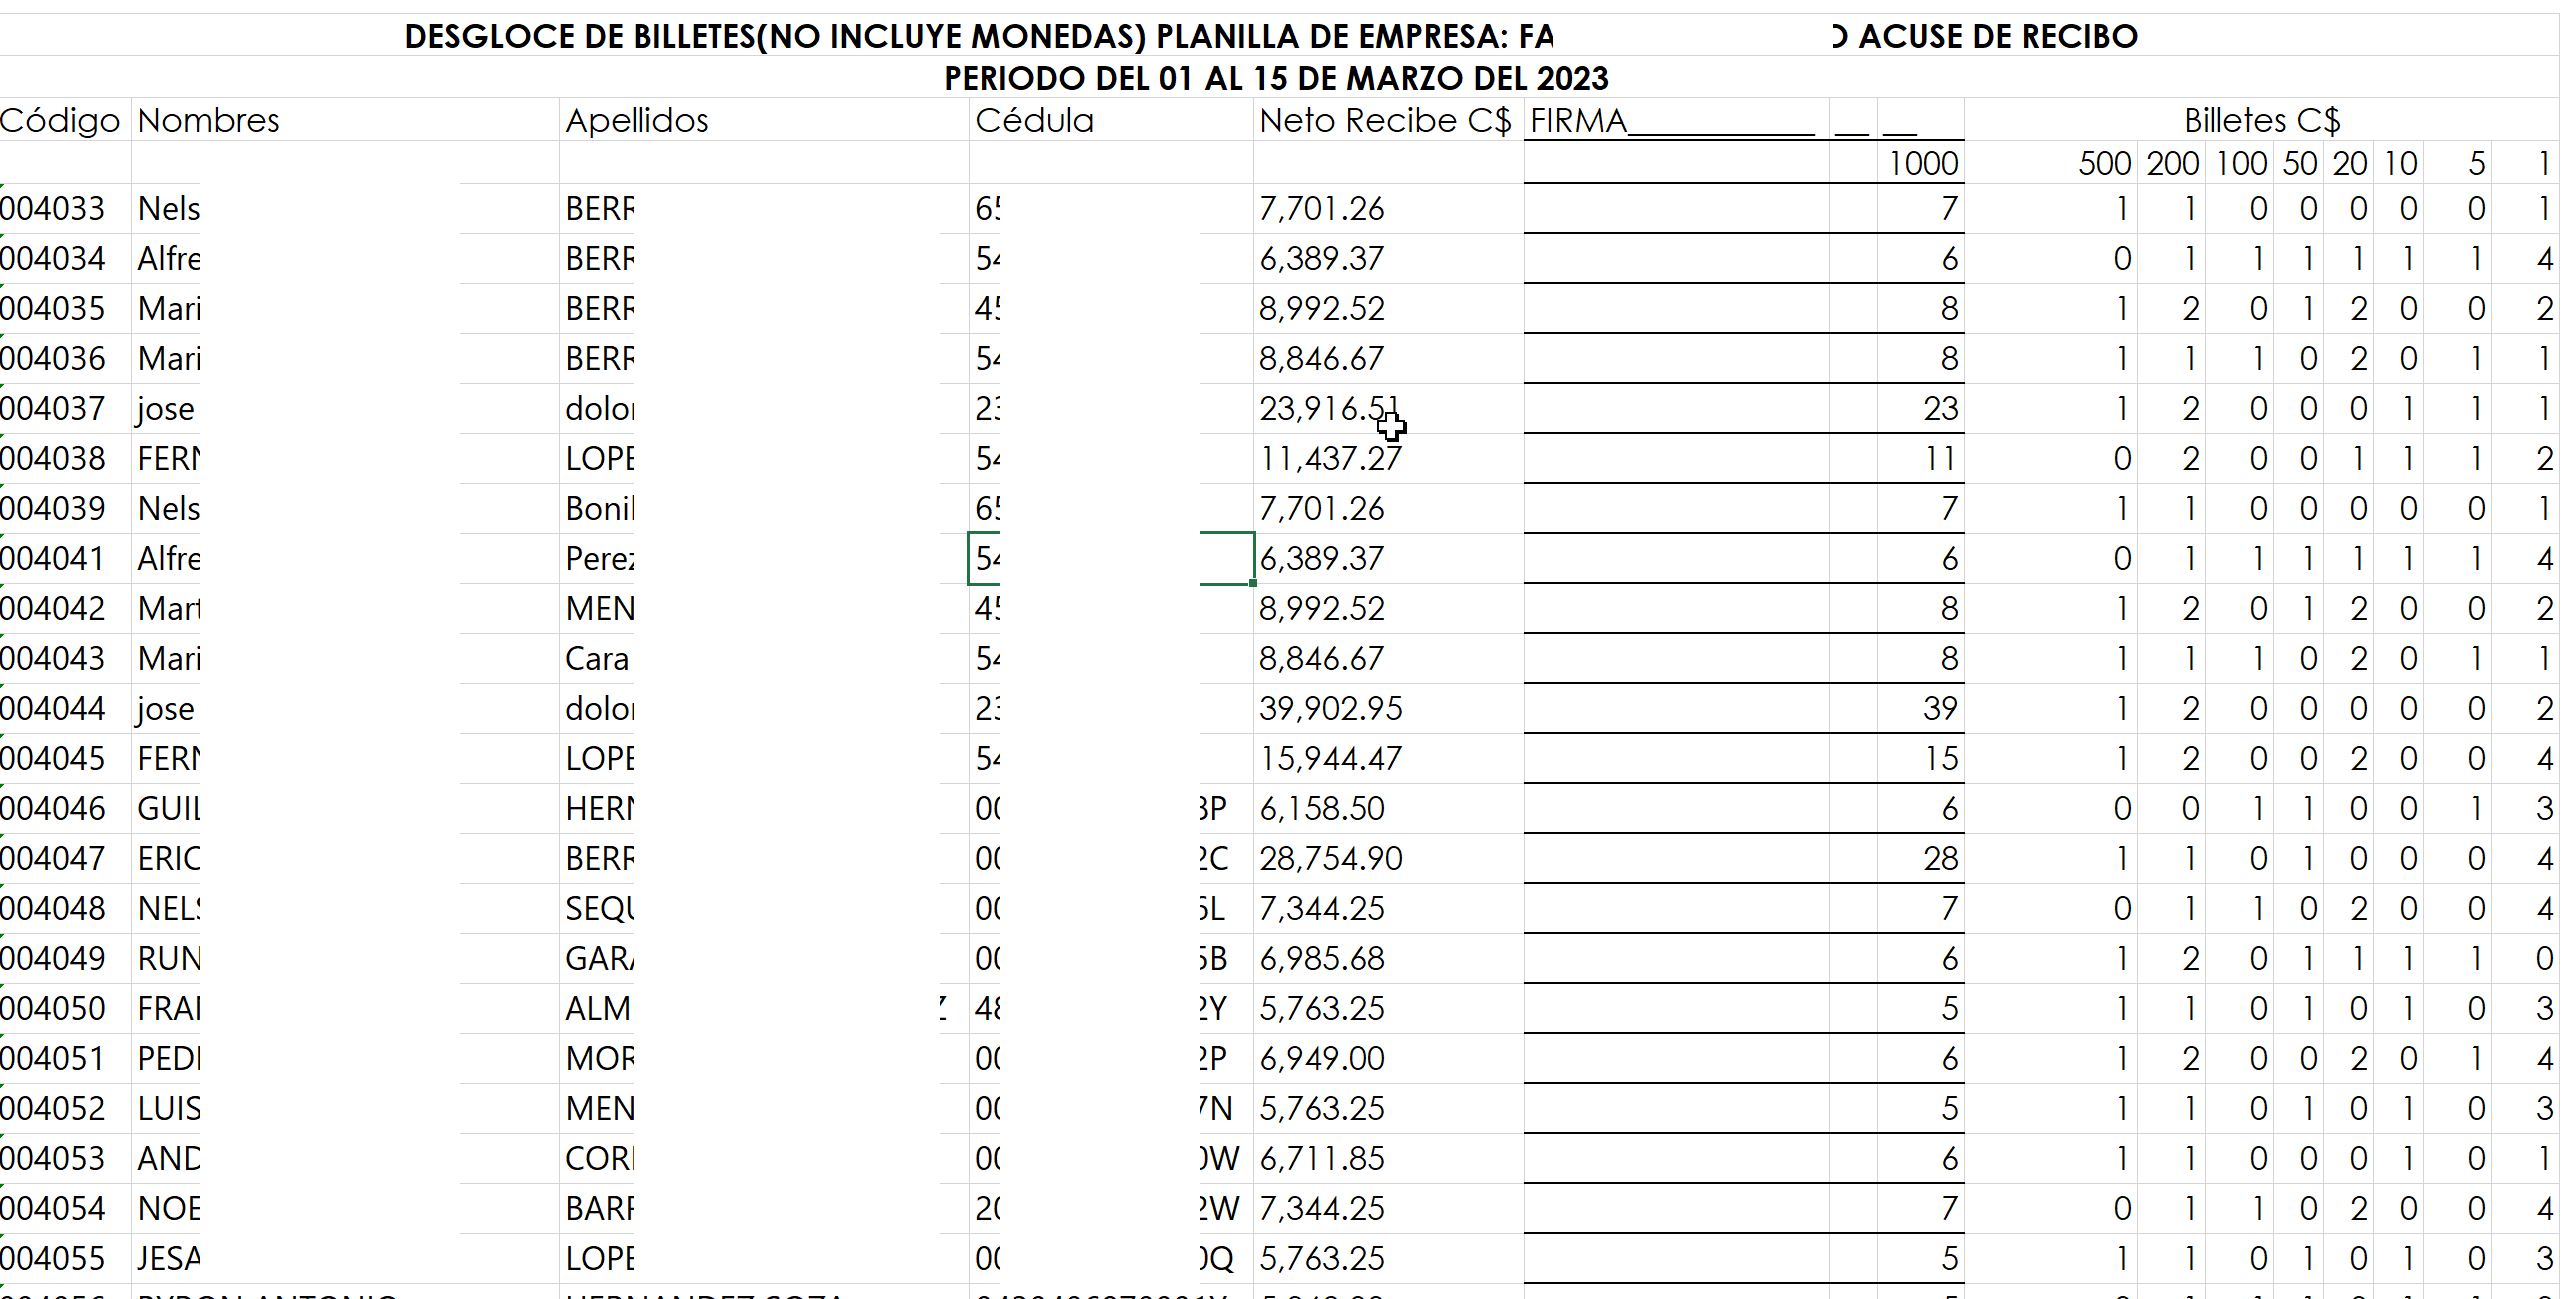 DESGLOCE DE BILLETES(NO INCLUYE MONEDAS) PLANILLA DE EMPRESA: FA ACUSE DE RECIBO
PERIODO DEL 01 AL 15 DE MARZO DEL 2023
Código Nombres Apellidos Cédula Neto Recibe C$ FIRMA___________ __ __ Billetes C$
1000 500 200 100 50 20 10 5 1
004033 Nels BERR 65 7,701.26 7 1 1 0 0 0 0 0 1
004034 Alfre BERR 54 6,389.37 6 0 1 1 1 1 1 1 4
004035 Mari BERR 45 8,992.52 8 1 2 0 1 2 0 0 2
004036 Mari BERR 54 8,846.67 8 1 1 1 0 2 0 1 1
004037 jose dolor 23 23,916.51 23 1 2 0 0 0 1 1 1
004038 FERN LOPE 54 11,437.27 11 0 2 0 0 1 1 1 2
004039 Nels Bonil 65 7,701.26 7 1 1 0 0 0 0 0 1
004041 Alfre Perez 54 6,389.37 6 0 1 1 1 1 1 1 4
004042 Mart MEN 45 8,992.52 8 1 2 0 1 2 0 0 2
004043 Mari Cara 54 8,846.67 8 1 1 1 0 2 0 1 1
004044 jose dolor 23 39,902.95 39 1 2 0 0 0 0 0 2
004045 FERN LOPE 54 15,944.47 15 1 2 0 0 2 0 0 4
004046 GUIL HERN 00 3P 6,158.50 6 0 0 1 1 0 0 1 3
004047 ERIC BERR 00 2C 28,754.90 28 1 1 0 1 0 0 0 4
004048 NELS SEQU 00 L 7,344.25 7 0 1 1 0 2 0 0 4
004049 RUN GARA 00 B 6,985.68 6 1 2 0 1 1 1 1 0
004050 FRAN ALM Z 48 2Y 5,763.25 5 1 1 0 1 0 1 0 3
004051 PED MOR 00 2P 6,949.00 6 1 2 0 0 2 0 1 4
004052 LUIS MEN 00 7N 5,763.25 5 1 1 0 1 0 1 0 3
004053 AND COR 00 0W 6,711.85 6 1 1 0 0 0 1 0 1
004054 NOE BARR 20 2W 7,344.25 7 0 1 1 0 2 0 0 4
004055 JESA LOPE 00 0Q 5,763.25 5 1 1 0 1 0 1 0 3